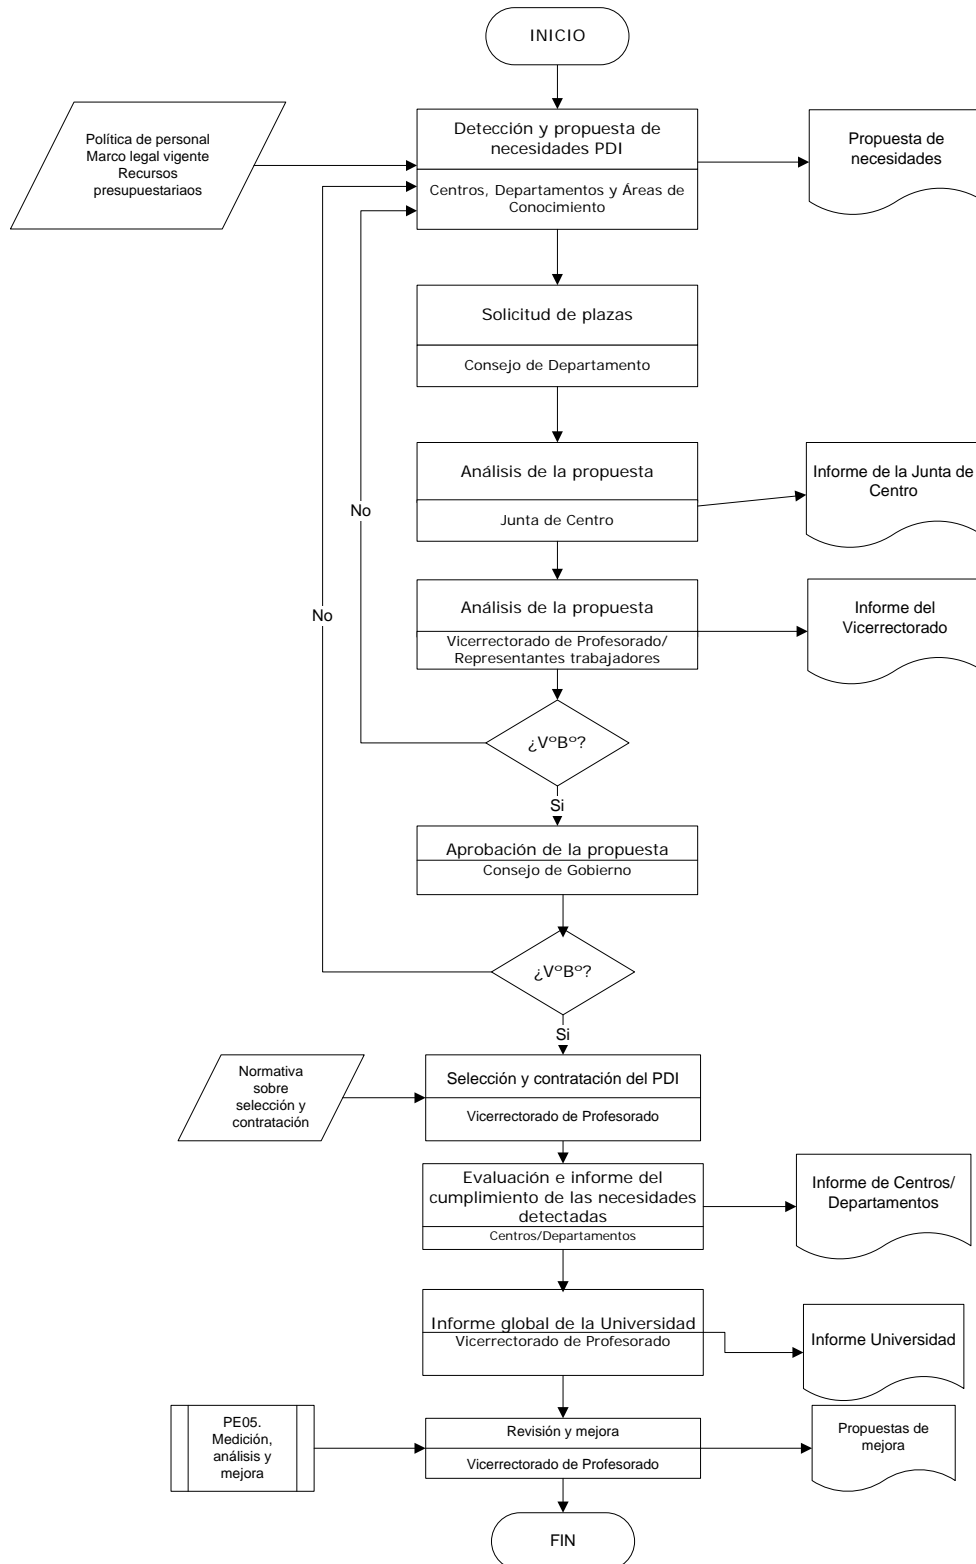 INICIO
Política de personal
Marco legal vigente
Recursos
presupuestariaos
Detección y propuesta de
necesidades PDI
Centros, Departamentos y Áreas de
Conocimiento
Propuesta de
necesidades
Solicitud de plazas
Consejo de Departamento
Análisis de la propuesta
Junta de Centro
Informe de la Junta de
Centro
No
No
Análisis de la propuesta
Vicerrectorado de Profesorado/
Representantes trabajadores
Informe del
Vicerrectorado
¿VºBº?
Si
Aprobación de la propuesta
Consejo de Gobierno
¿VºBº?
Si
Normativa
sobre
selección y
contratación
Selección y contratación del PDI
Vicerrectorado de Profesorado
Evaluación e informe del
cumplimiento de las necesidades
detectadas
Centros/Departamentos
Informe de Centros/
Departamentos
Informe global de la Universidad
Vicerrectorado de Profesorado
Informe Universidad
PE05.
Medición,
análisis y
mejora
Revisión y mejora
Vicerrectorado de Profesorado
Propuestas de
mejora
FIN